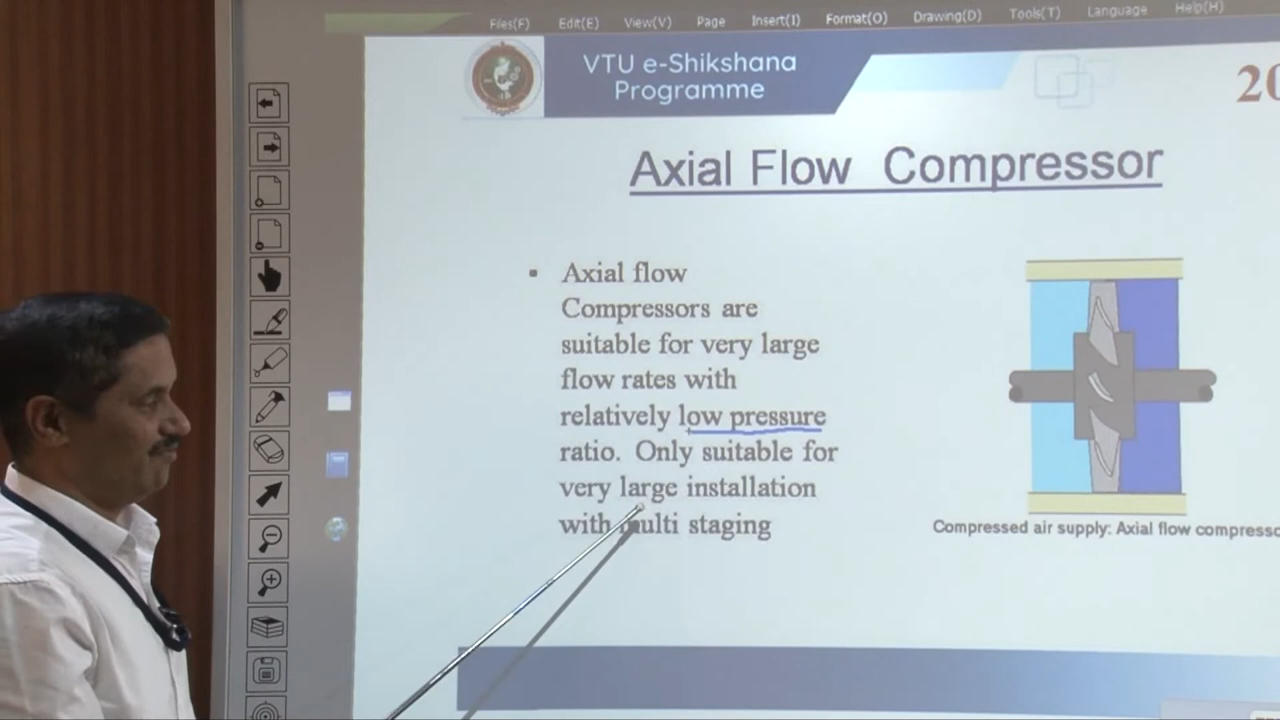 Files(F) Edit(E) View(V) Page Insert(I) Format(O) Drawing(D) Tools(T) Language Help(H)
VTU e-Shikshana
Programme
20
Axial Flow Compressor
▪ Axial flow
Compressors are
suitable for very large
flow rates with
relatively low pressure
ratio. Only suitable for
very large installation
with multi staging
Compressed air supply: Axial flow compresso